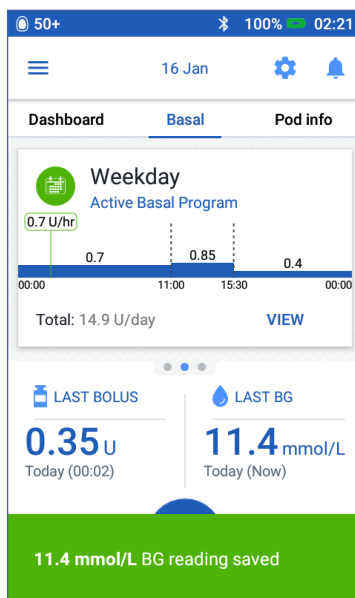 50+ 100% 02:21
16 Jan
Dashboard Basal Pod info
Weekday
Active Basal Program
0.7 U/hr
0.7 0.85 0.4
00:00 11:00 15:30 00:00
Total: 14.9 U/day VIEW
LAST BOLUS LAST BG
0.35 U 11.4 mmol/L
Today (00:02) Today (Now)
11.4 mmol/L BG reading saved